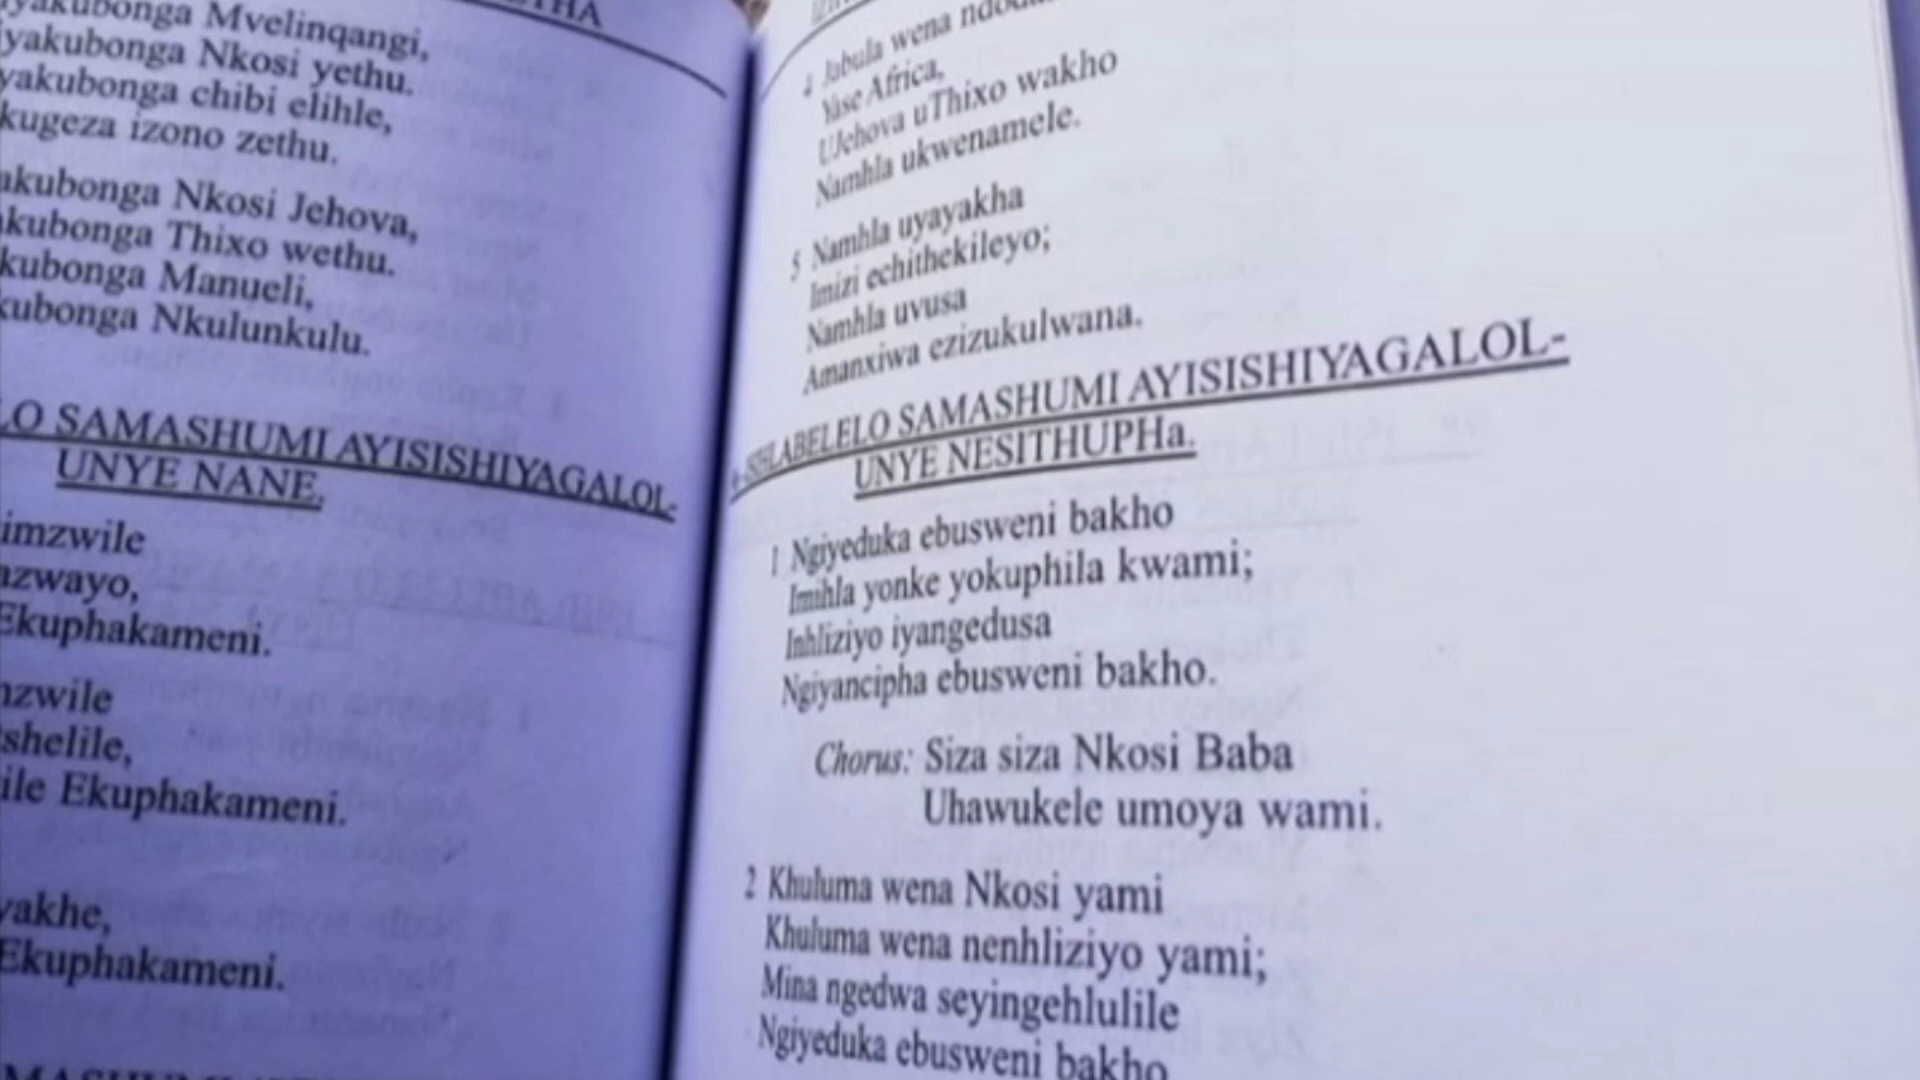 Mvelinqangi,
yakubonga Nkosi yethu.
yakubonga chibi elihle,
kugeza izono zethu.
akubonga Nkosi Jehova,
akubonga Thixo wethu.
kubonga Manueli,
kubonga Nkulunkulu.
LO SAMASHUMI AYISISHIYAGALOL-
UNYE NANE.
imzwile
azwayo,
Ekuphakameni.
mzwile
shelile,
ile Ekuphakameni.
yakhe,
Ekuphakameni.
4 Jabula wena
Yase Africa,
UJehova uThixo wakho
Namhla ukwenamele.
5 Namhla uyayakha
Imizi echithekileyo;
Namhla uvusa
Amanxiwa ezizukulwana.
ISIHLABELELO SAMASHUMI AYISISHIYAGALOL-
UNYE NESITHUPHa.
1 Ngiyeduka ebusweni bakho
Imihla yonke yokuphila kwami;
Inhliziyo iyangedusa
Ngiyancipha ebusweni bakho.
Chorus: Siza siza Nkosi Baba
Uhawukele umoya wami.
2 Khuluma wena Nkosi yami
Khuluma wena nenhliziyo yami;
Mina ngedwa seyingehlulile
Ngiyeduka ebusweni bakho